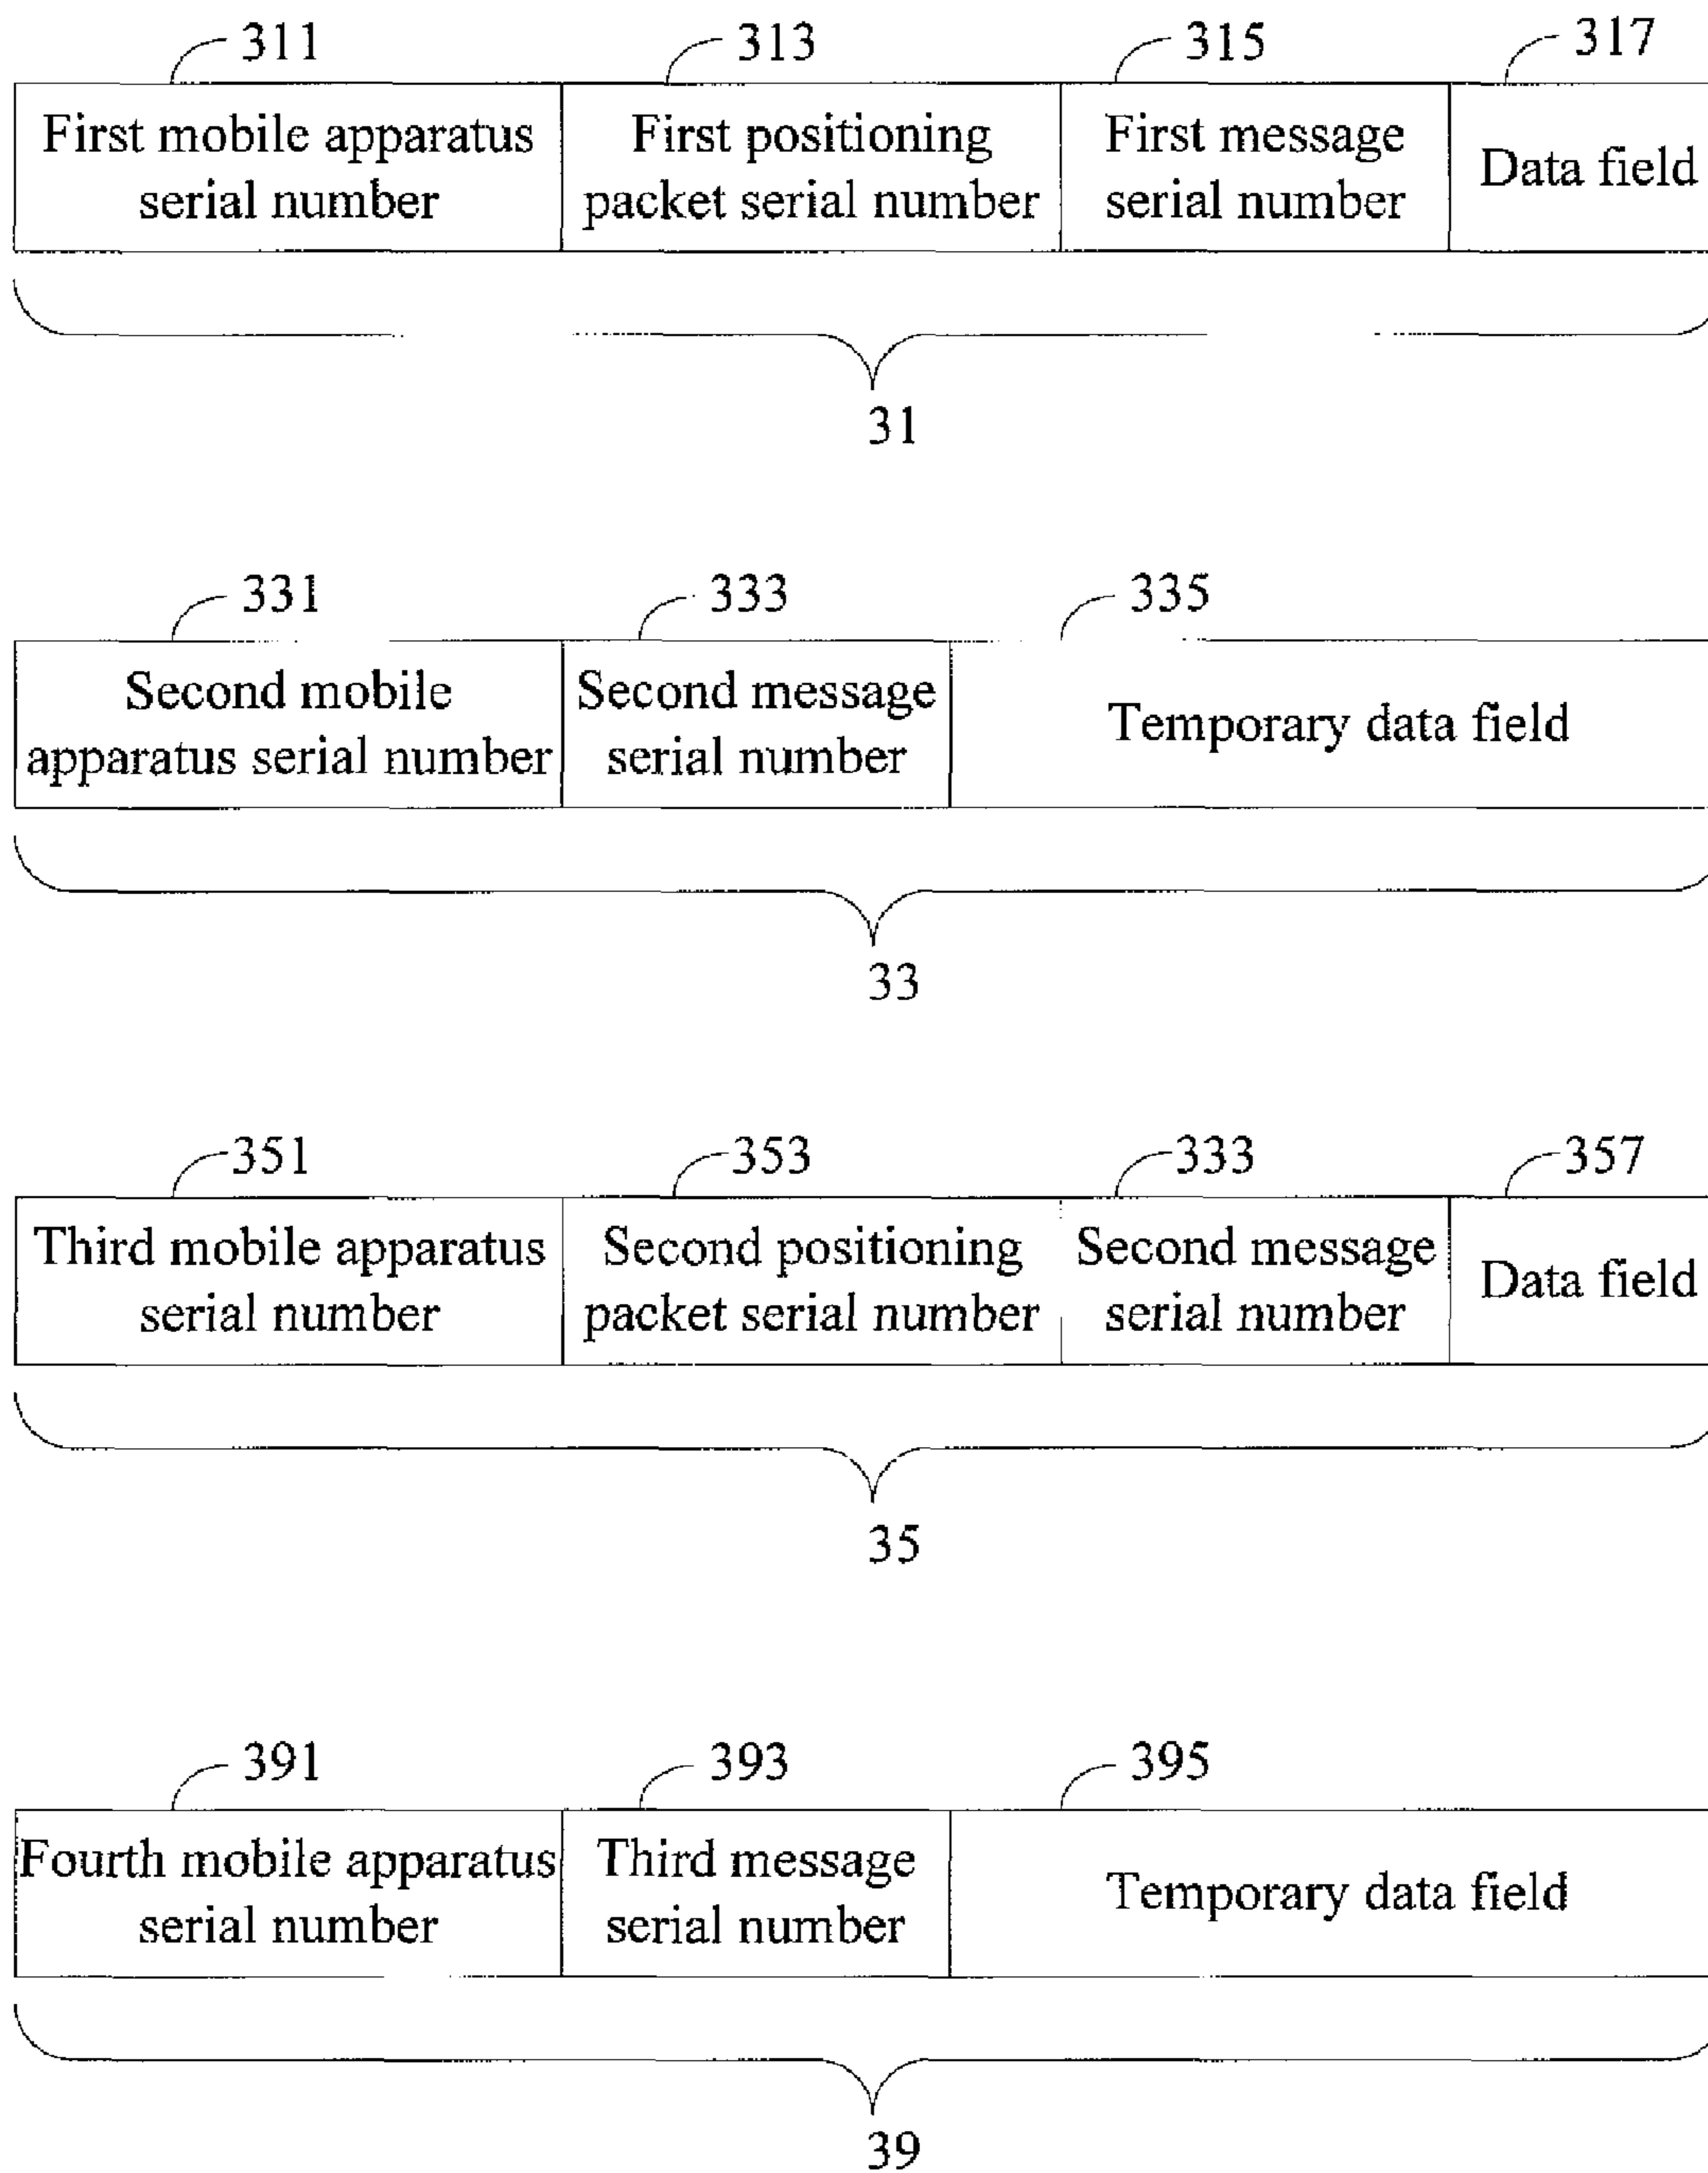 311
313
315
317
First mobile apparatus
serial number
First positioning
packet serial number
First message
serial number
Data field
31
331
333
335
Second mobile
apparatus serial number
Second message
serial number
Temporary data field
33
351
353
333
357
Third mobile apparatus
serial number
Second positioning
packet serial number
Second message
serial number
Data field
35
391
393
395
Fourth mobile apparatus
serial number
Third message
serial number
Temporary data field
39